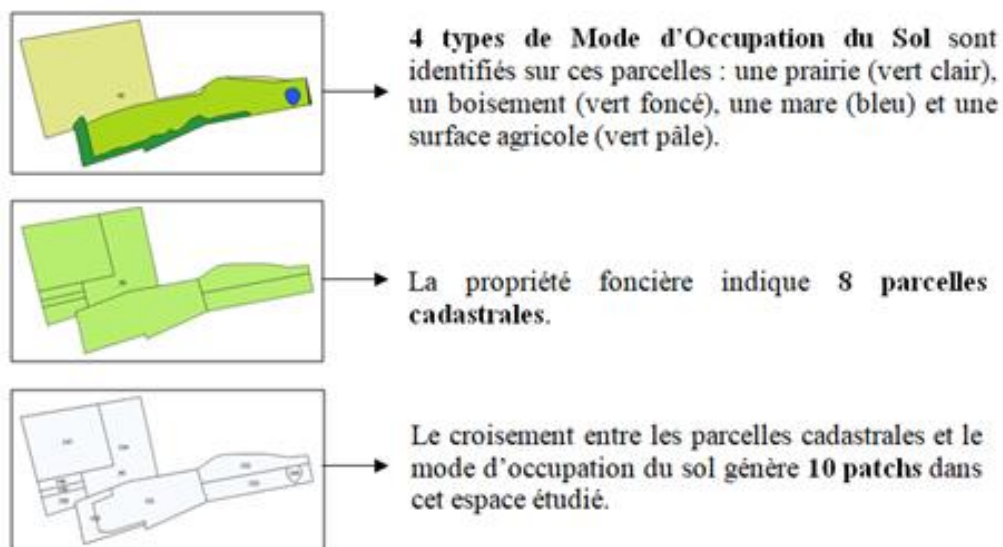 4 types de Mode d’Occupation du Sol sont
identifiés sur ces parcelles : une prairie (vert clair),
un boisement (vert foncé), une mare (bleu) et une
surface agricole (vert pâle).
La propriété foncière indique 8 parcelles
cadastrales.
Le croisement entre les parcelles cadastrales et le
mode d’occupation du sol génère 10 patchs dans
cet espace étudié.